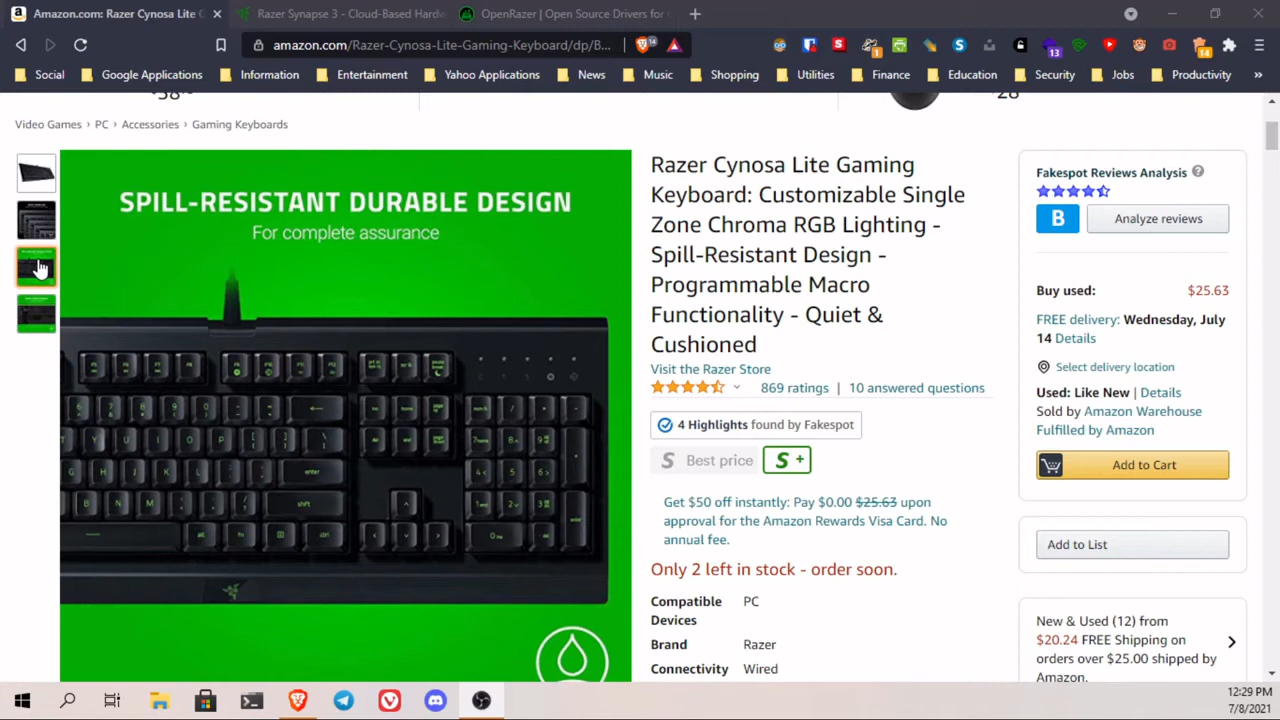 Amazon.com: Razer Cynosa Lite G
Razer Synapse 3 - Cloud-Based Hardw
OpenRazer | Open Source Drivers for
amazon.com/Razer-Cynosa-Lite-Gaming-Keyboard/dp/B...
14
1
13
14
Social
Google Applications
Information
Entertainment
Yahoo Applications
News
Music
Shopping
Utilities
Finance
Education
Security
Jobs
Productivity
»
Video Games › PC › Accessories › Gaming Keyboards
SPILL-RESISTANT DURABLE DESIGN
For complete assurance
Razer Cynosa Lite Gaming
Keyboard: Customizable Single
Zone Chroma RGB Lighting -
Spill-Resistant Design -
Programmable Macro
Functionality - Quiet &
Cushioned
Visit the Razer Store
869 ratings | 10 answered questions
4 Highlights found by Fakespot
S Best price
S +
Get $50 off instantly: Pay $0.00 $25.63 upon
approval for the Amazon Rewards Visa Card. No
annual fee.
Only 2 left in stock - order soon.
Compatible
Devices
PC
Brand
Razer
Connectivity
Wired
Fakespot Reviews Analysis
B
Analyze reviews
Buy used:
$25.63
FREE delivery: Wednesday, July
14 Details
Select delivery location
Used: Like New | Details
Sold by Amazon Warehouse
Fulfilled by Amazon
Add to Cart
Add to List
New & Used (12) from
$20.24 FREE Shipping on
orders over $25.00 shipped by
Amazon.
12:29 PM
7/8/2021